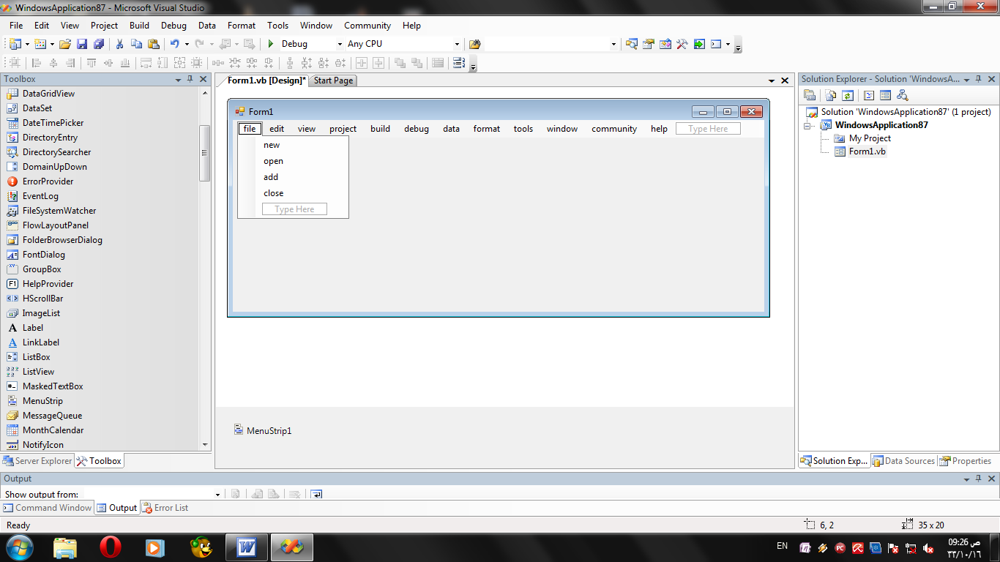 WindowsApplication87 - Microsoft Visual Studio
File Edit View Project Build Debug Data Format Tools Window Community Help
Debug Any CPU
Toolbox
DataGridView
DataSet
DateTimePicker
DirectoryEntry
DirectorySearcher
DomainUpDown
ErrorProvider
EventLog
FileSystemWatcher
FlowLayoutPanel
FolderBrowserDialog
FontDialog
GroupBox
HelpProvider
HScrollBar
ImageList
Label
LinkLabel
ListBox
ListView
MaskedTextBox
MenuStrip
MessageQueue
MonthCalendar
NotifyIcon
Server Explorer Toolbox
Form1.vb [Design]* Start Page
Form1
file edit view project build debug data format tools window community help Type Here
new
open
add
close
Type Here
MenuStrip1
Solution Explorer - Solution 'WindowsA...
Solution 'WindowsApplication87' (1 project)
WindowsApplication87
My Project
Form1.vb
Solution Exp... Data Sources Properties
Output
Show output from:
Command Window Output Error List
Ready 6, 2 35 x 20
EN 09:26 ص
٣٣/١٠/١٦